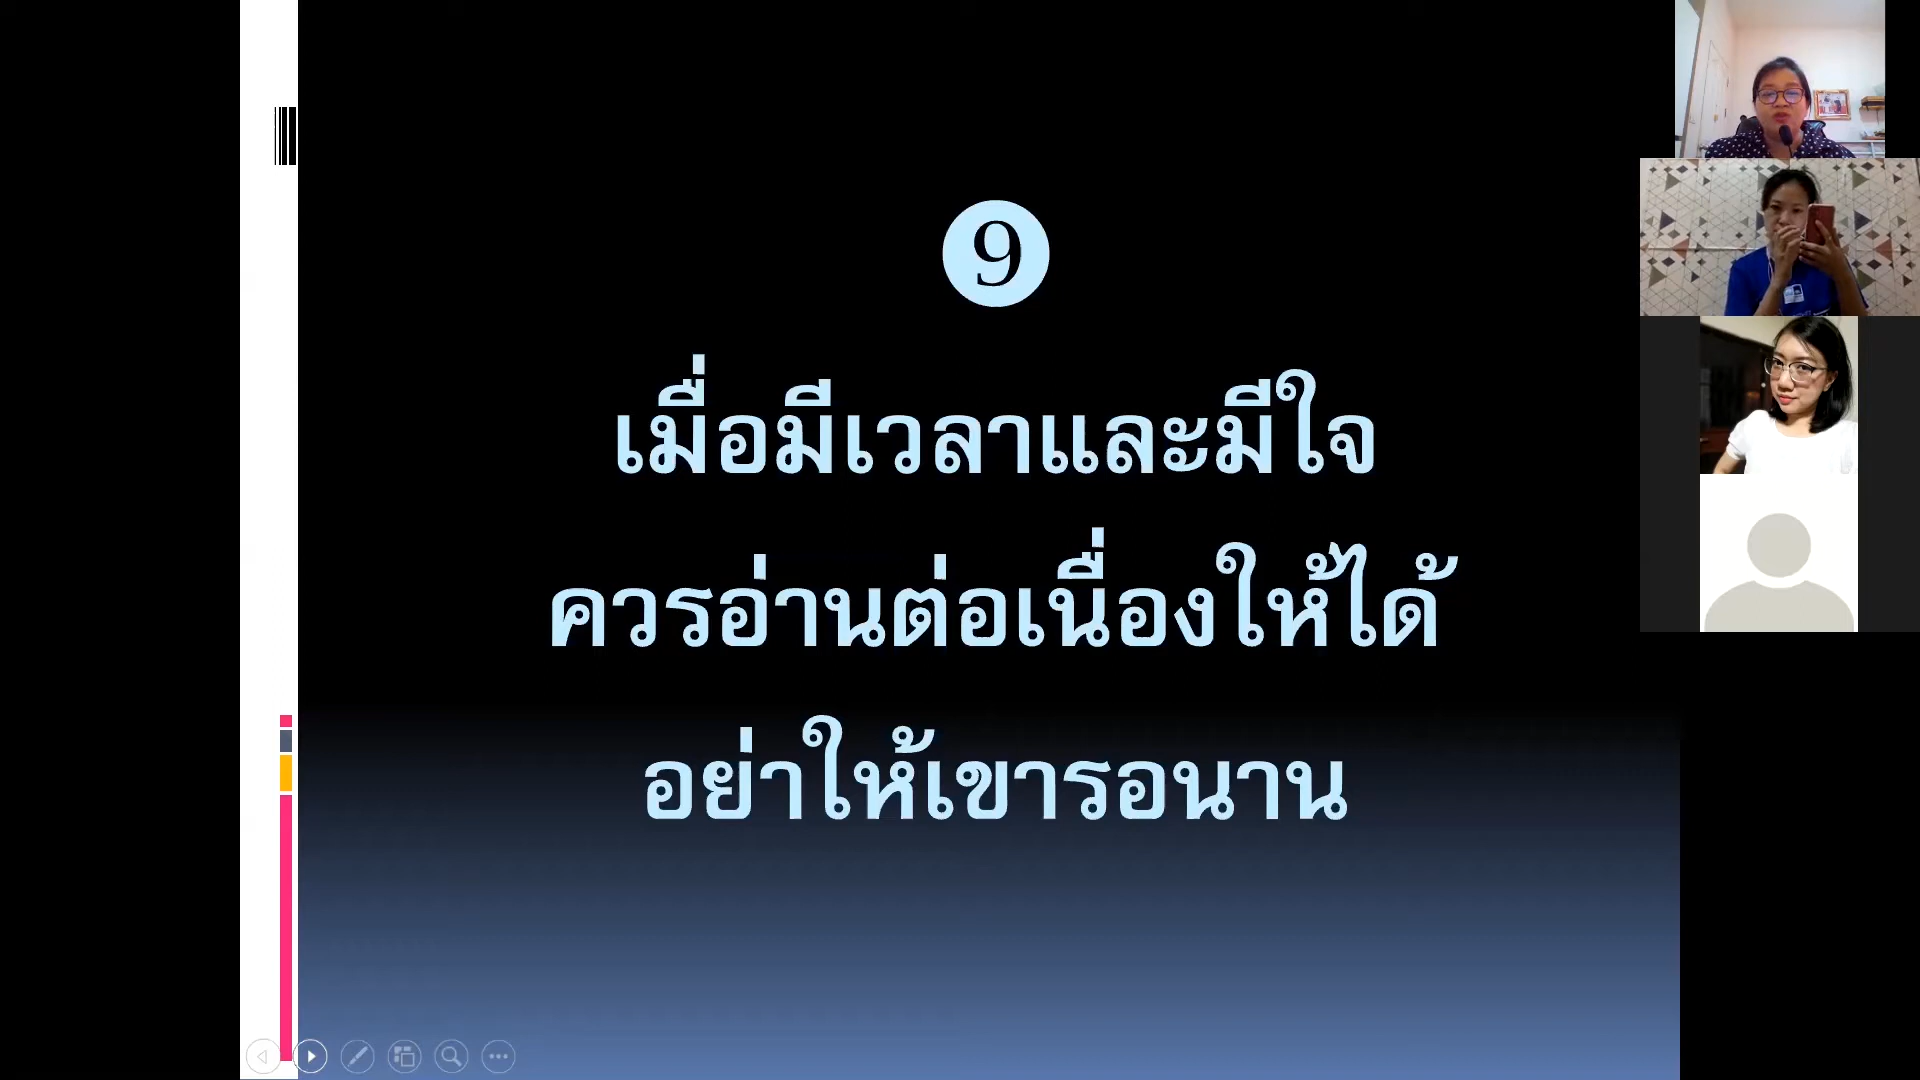 9
เมื่อมีเวลาและมีใจ
ควรอ่านต่อเนื่องให้ได้
อย่าให้เขารอนาน